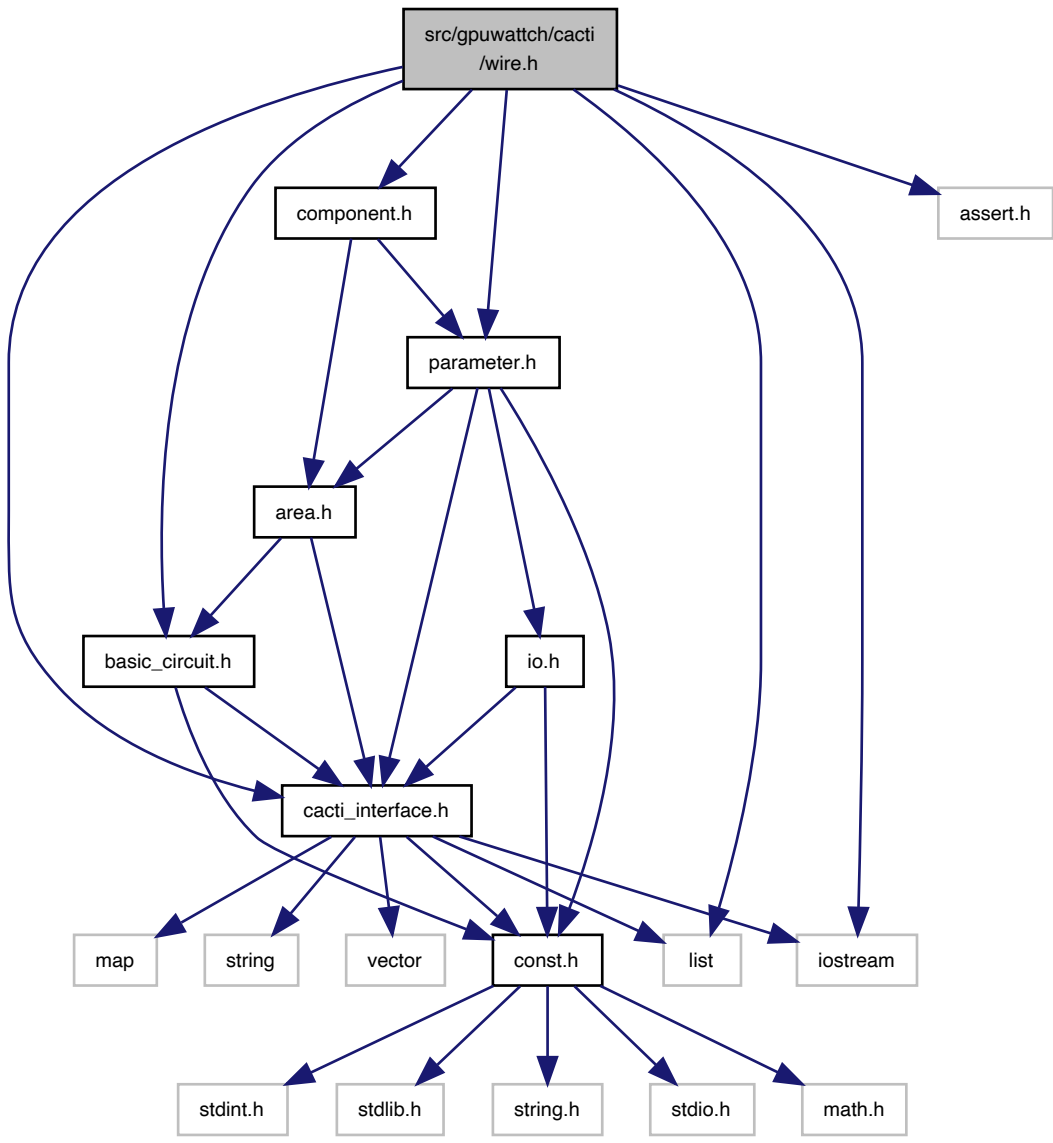 src/gpuwattch/cacti
/wire.h
component.h
assert.h
parameter.h
area.h
basic_circuit.h
io.h
cacti_interface.h
map
string
vector
const.h
list
iostream
stdint.h
stdlib.h
string.h
stdio.h
math.h